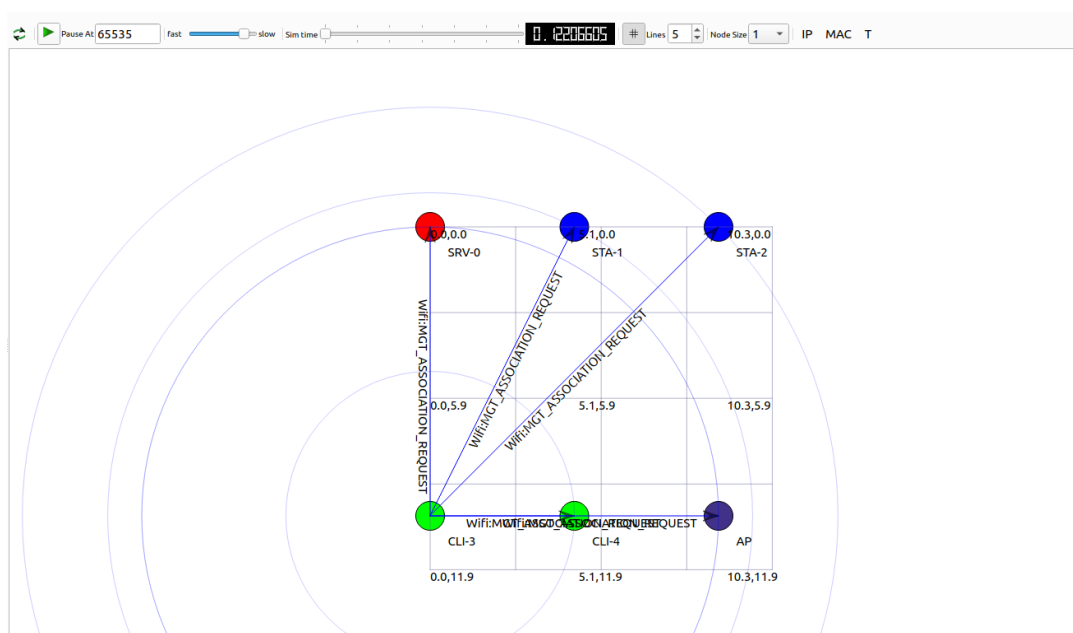 Pause At 65535 fast slow Sim time 0.12206605 # Lines 5 Node Size 1 IP MAC T
0.0,0.0 5.1,0.0 10.3,0.0
SRV-0 STA-1 STA-2
Wifi:MGT_ASSOCIATION_REQUEST
Wifi:MGT_ASSOCIATION_REQUEST
Wifi:MGT_ASSOCIATION_REQUEST
0.0,5.9 5.1,5.9 10.3,5.9
CLI-3 CLI-4 AP
0.0,11.9 5.1,11.9 10.3,11.9